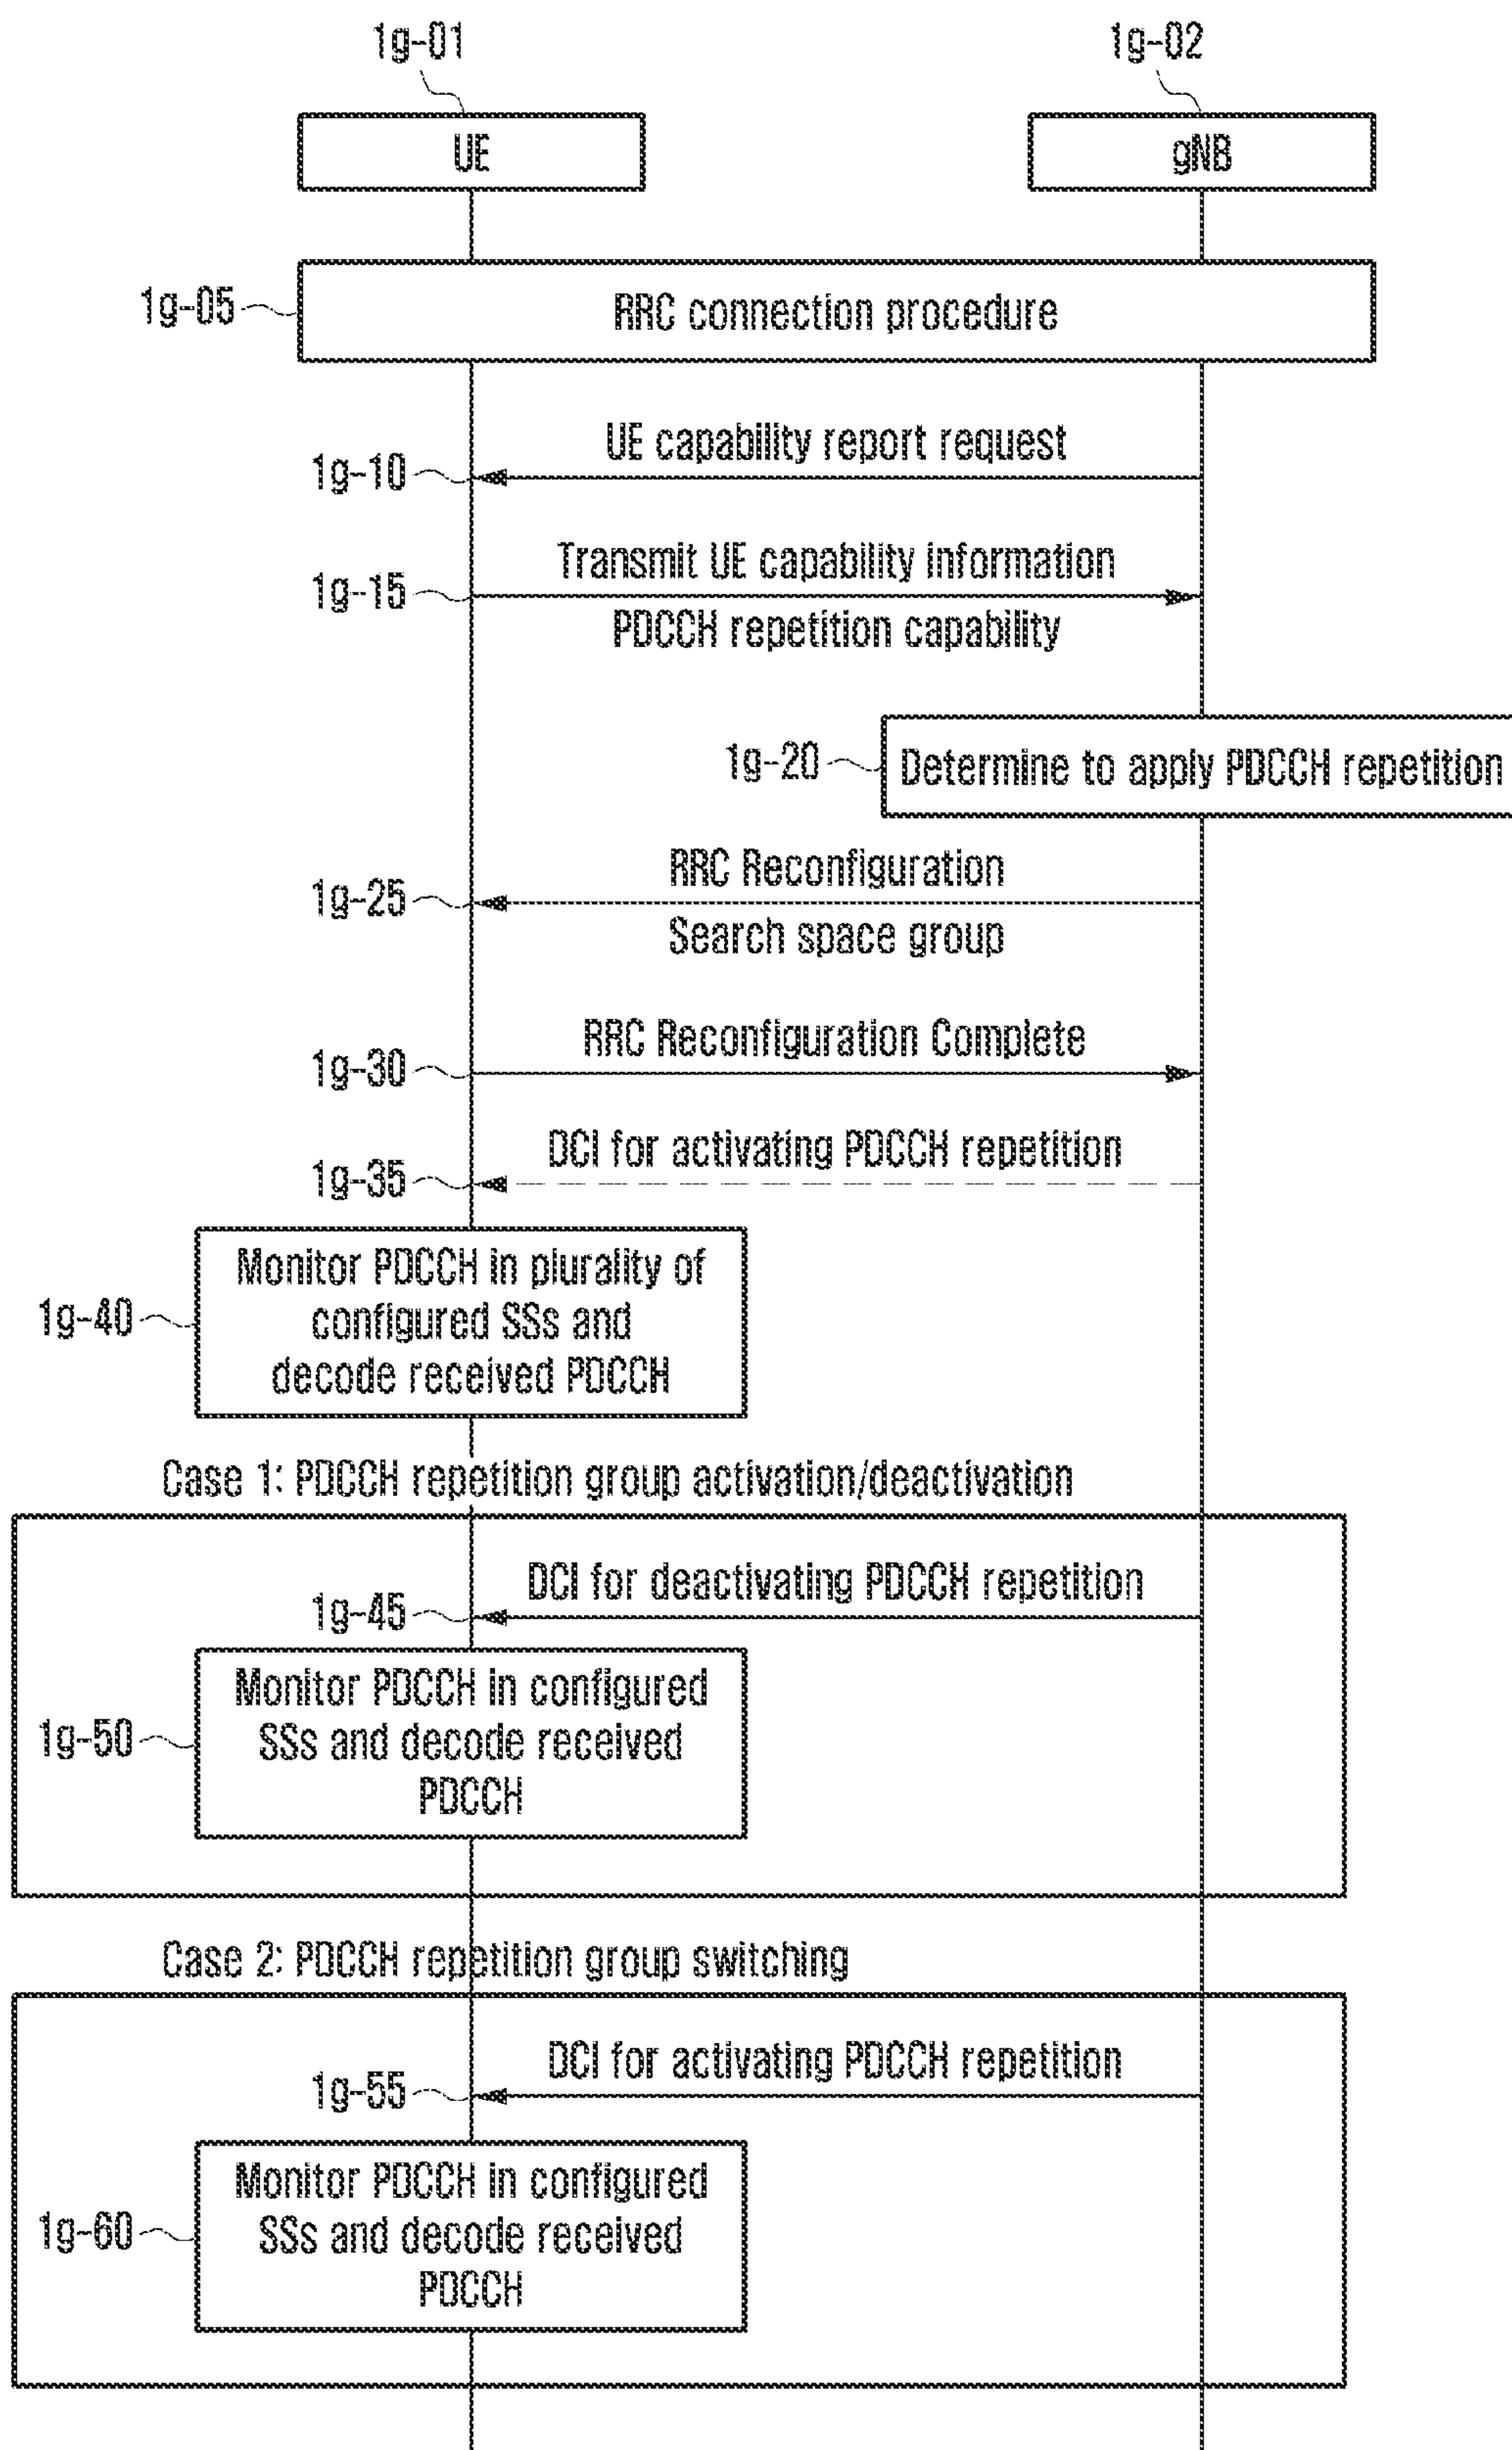 1g-01
1g-02
UE
gNB
1g-05
RRC connection procedure
UE capability report request
1g-10
Transmit UE capability information
1g-15
PDCCH repetition capability
1g-20
Determine to apply PDCCH repetition
RRC Reconfiguration
1g-25
Search space group
RRC Reconfiguration Complete
1g-30
DCI for activating PDCCH repetition
1g-35
Monitor PDCCH in plurality of
configured SSs and
decode received PDCCH
1g-40
Case 1: PDCCH repetition group activation/deactivation
DCI for deactivating PDCCH repetition
1g-45
Monitor PDCCH in configured
SSs and decode received
PDCCH
1g-50
Case 2: PDCCH repetition group switching
DCI for activating PDCCH repetition
1g-55
Monitor PDCCH in configured
SSs and decode received
PDCCH
1g-60